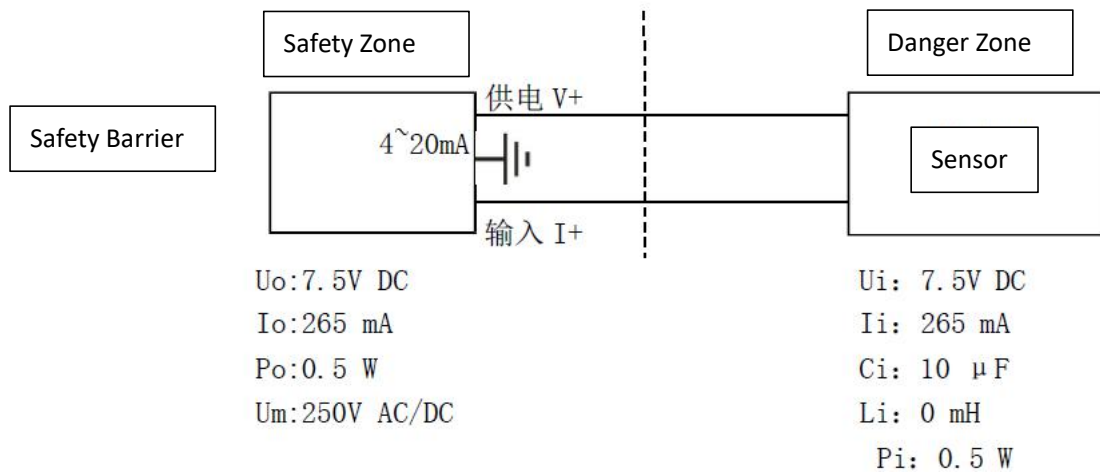 Safety Zone
Danger Zone
Safety Barrier
供电 V+
4~20mA
Sensor
输入 I+
Uo:7.5V DC
Io:265 mA
Po:0.5 W
Um:250V AC/DC
Ui: 7.5V DC
Ii: 265 mA
Ci: 10 μF
Li: 0 mH
Pi: 0.5 W